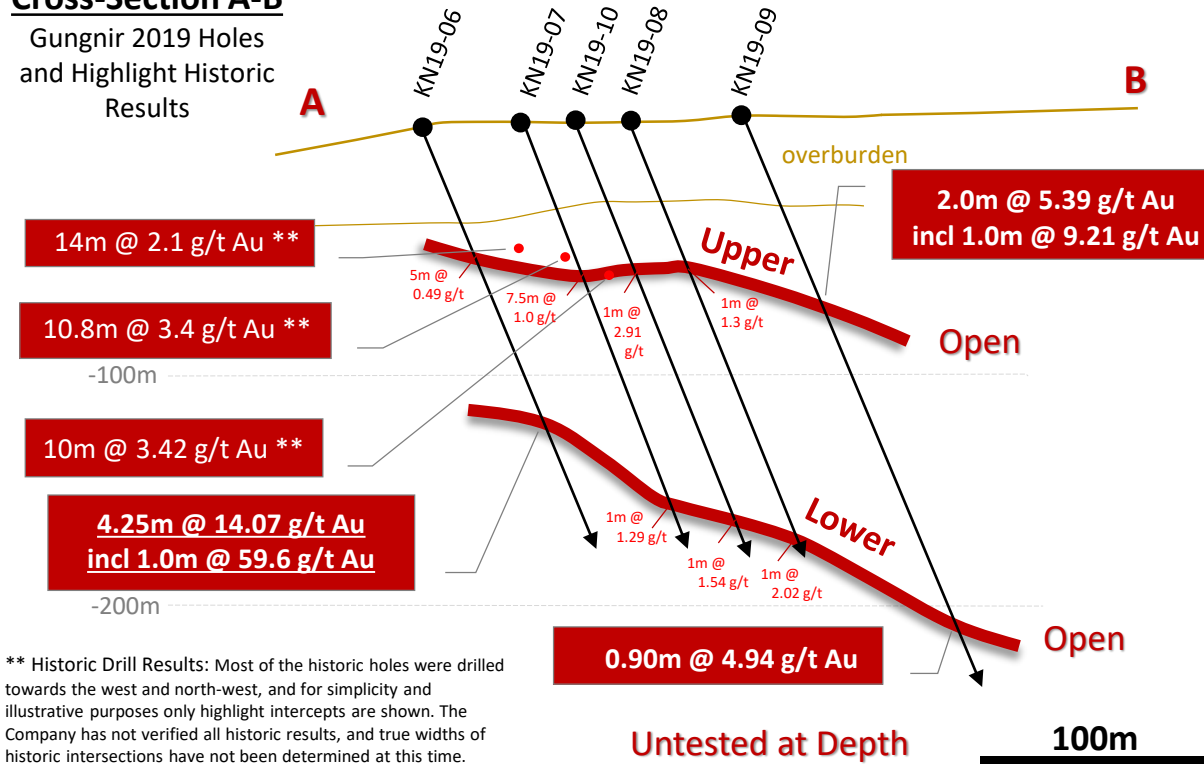 Cross-Section A-B
Gungnir 2019 Holes
and Highlight Historic
Results
A
KN19-06
KN19-07
KN19-10
KN19-08
KN19-09
B
overburden
2.0m @ 5.39 g/t Au
incl 1.0m @ 9.21 g/t Au
14m @ 2.1 g/t Au **
Upper
5m @
0.49 g/t
7.5m @
1.0 g/t
1m @
2.91
g/t
1m @
1.3 g/t
10.8m @ 3.4 g/t Au **
Open
-100m
10m @ 3.42 g/t Au **
4.25m @ 14.07 g/t Au
incl 1.0m @ 59.6 g/t Au
Lower
1m @
1.29 g/t
1m @
1.54 g/t
1m @
2.02 g/t
-200m
Open
0.90m @ 4.94 g/t Au
** Historic Drill Results: Most of the historic holes were drilled
towards the west and north-west, and for simplicity and
illustrative purposes only highlight intercepts are shown. The
Company has not verified all historic results, and true widths of
historic intersections have not been determined at this time.
Untested at Depth
100m